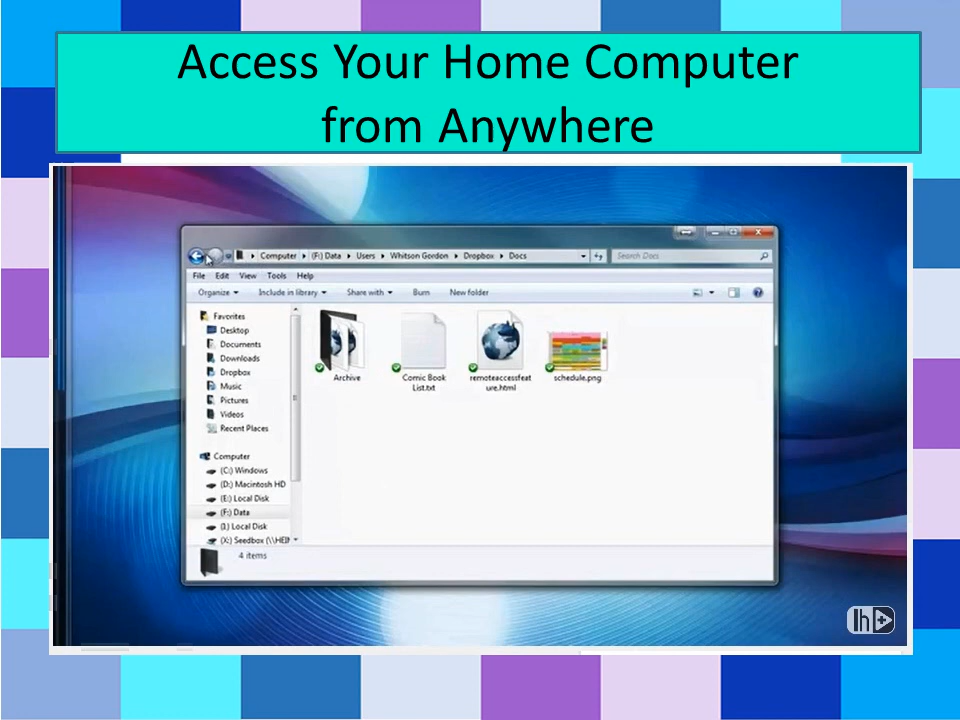 Access Your Home Computer
from Anywhere
Computer (F:) Data Users Whitson Gordon Dropbox Docs
Search Docs
File Edit View Tools Help
Organize Include in library Share with Burn New folder
Favorites
Desktop
Documents
Downloads
Dropbox
Music
Pictures
Videos
Recent Places
Computer
(C:) Windows
(D:) Macintosh HD
(E:) Local Disk
(F:) Data
(I:) Local Disk
(X:) Seedbox (\\HEIN
Archive
Comic Book
List.txt
remoteaccessfeat
ure.html
schedule.png
4 items
lh